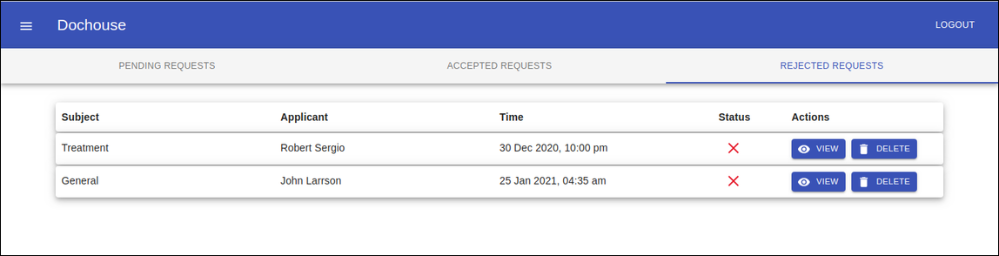 Dochouse LOGOUT
PENDING REQUESTS ACCEPTED REQUESTS REJECTED REQUESTS
Subject Applicant Time Status Actions
Treatment Robert Sergio 30 Dec 2020, 10:00 pm VIEW DELETE
General John Larrson 25 Jan 2021, 04:35 am VIEW DELETE